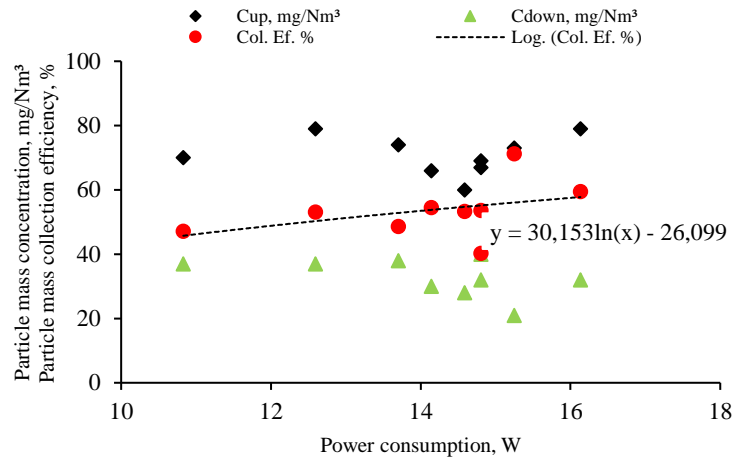 Cup, mg/Nm³
Cdown, mg/Nm³
Col. Ef. %
Log. (Col. Ef. %)
Particle mass concentration, mg/Nm³
Particle mass collection efficiency, %
100
80
60
40
20
0
y = 30,153ln(x) - 26,099
10
12
14
16
18
Power consumption, W